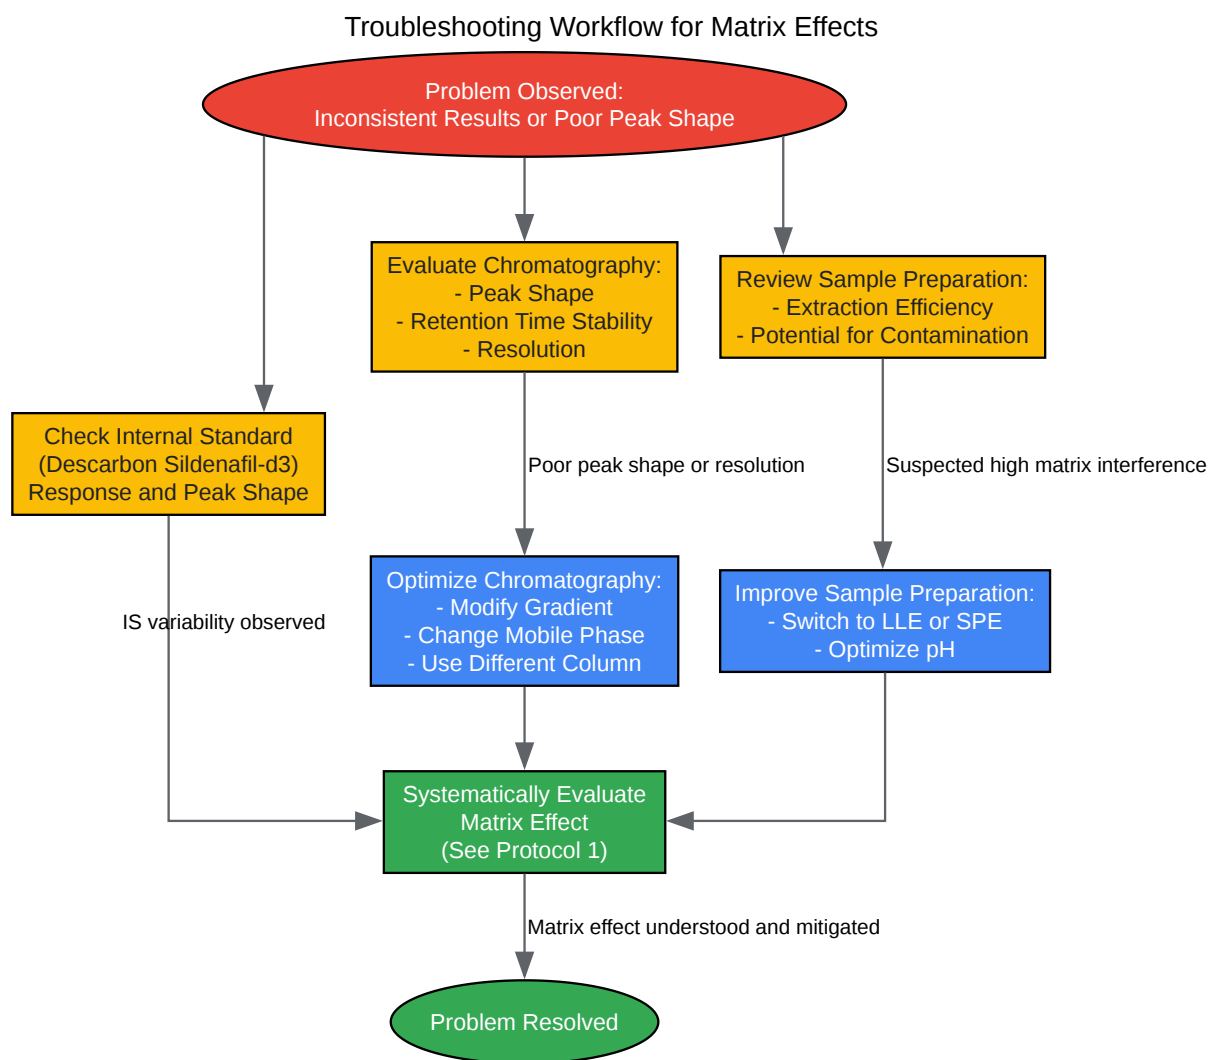 Troubleshooting Workflow for Matrix Effects
Problem Observed:
Inconsistent Results or Poor Peak Shape
Evaluate Chromatography:
- Peak Shape
- Retention Time Stability
- Resolution
Review Sample Preparation:
- Extraction Efficiency
- Potential for Contamination
Check Internal Standard
(Descarbon Sildenafil-d3)
Response and Peak Shape
Poor peak shape or resolution
Suspected high matrix interference
IS variability observed
Optimize Chromatography:
- Modify Gradient
- Change Mobile Phase
- Use Different Column
Improve Sample Preparation:
- Switch to LLE or SPE
- Optimize pH
Systematically Evaluate
Matrix Effect
(See Protocol 1)
Matrix effect understood and mitigated
Problem Resolved